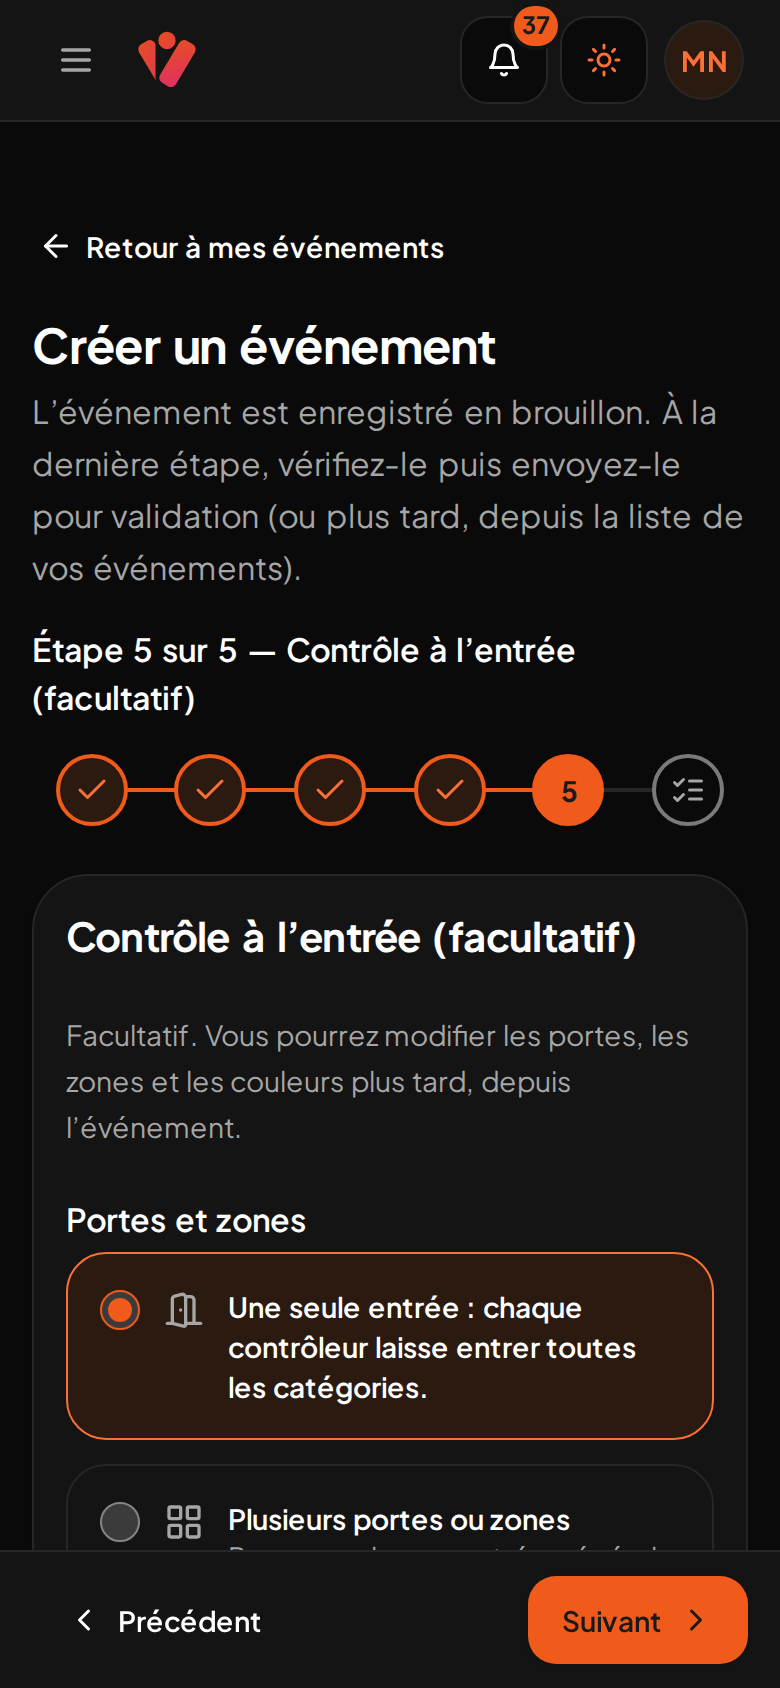 37
MN
Retour à mes événements
Créer un événement
L’événement est enregistré en brouillon. À la
dernière étape, vérifiez-le puis envoyez-le
pour validation (ou plus tard, depuis la liste de
vos événements).
Étape 5 sur 5 — Contrôle à l’entrée
(facultatif)
5
Contrôle à l’entrée (facultatif)
Facultatif. Vous pourrez modifier les portes, les
zones et les couleurs plus tard, depuis
l’événement.
Portes et zones
Une seule entrée : chaque
contrôleur laisse entrer toutes
les catégories.
Plusieurs portes ou zones
Précédent
Suivant